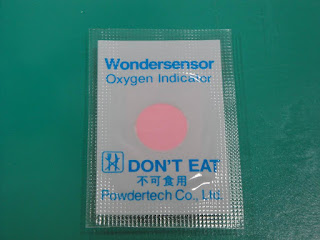 Wondersensor
Oxygen Indicator
DON'T EAT
不可食用
Powdertech Co., Ltd.